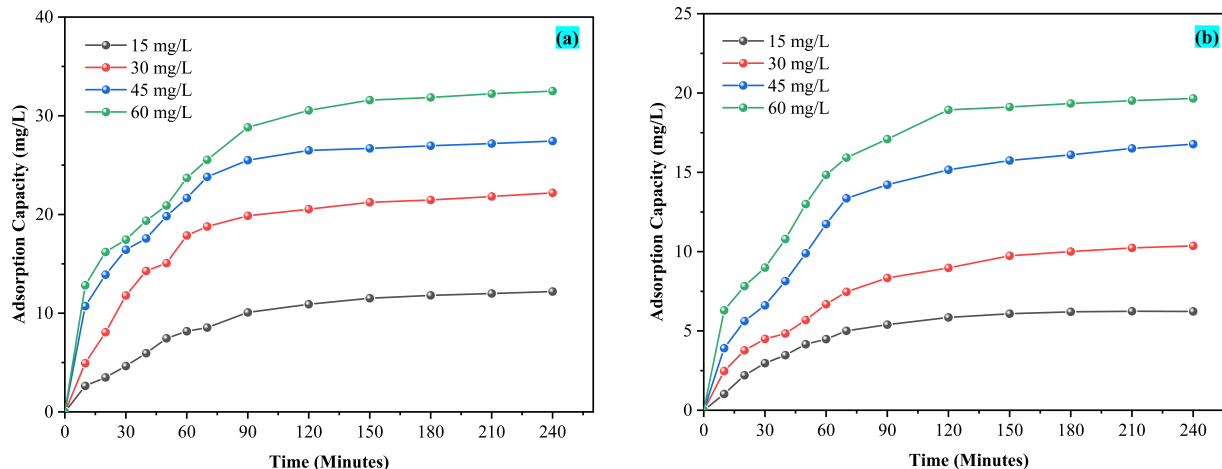 (a)
15 mg/L
30 mg/L
45 mg/L
60 mg/L
Adsorption Capacity (mg/L)
40
30
20
10
0
0 30 60 90 120 150 180 210 240
Time (Minutes)
(b)
15 mg/L
30 mg/L
45 mg/L
60 mg/L
Adsorption Capacity (mg/L)
25
20
15
10
5
0
0 30 60 90 120 150 180 210 240
Time (Minutes)